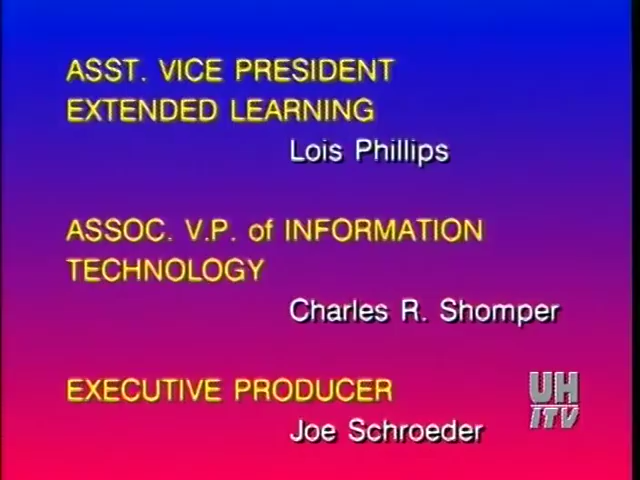 ASST. VICE PRESIDENT
EXTENDED LEARNING
Lois Phillips
ASSOC. V.P. of INFORMATION
TECHNOLOGY
Charles R. Shomper
EXECUTIVE PRODUCER
Joe Schroeder
UH
ITV